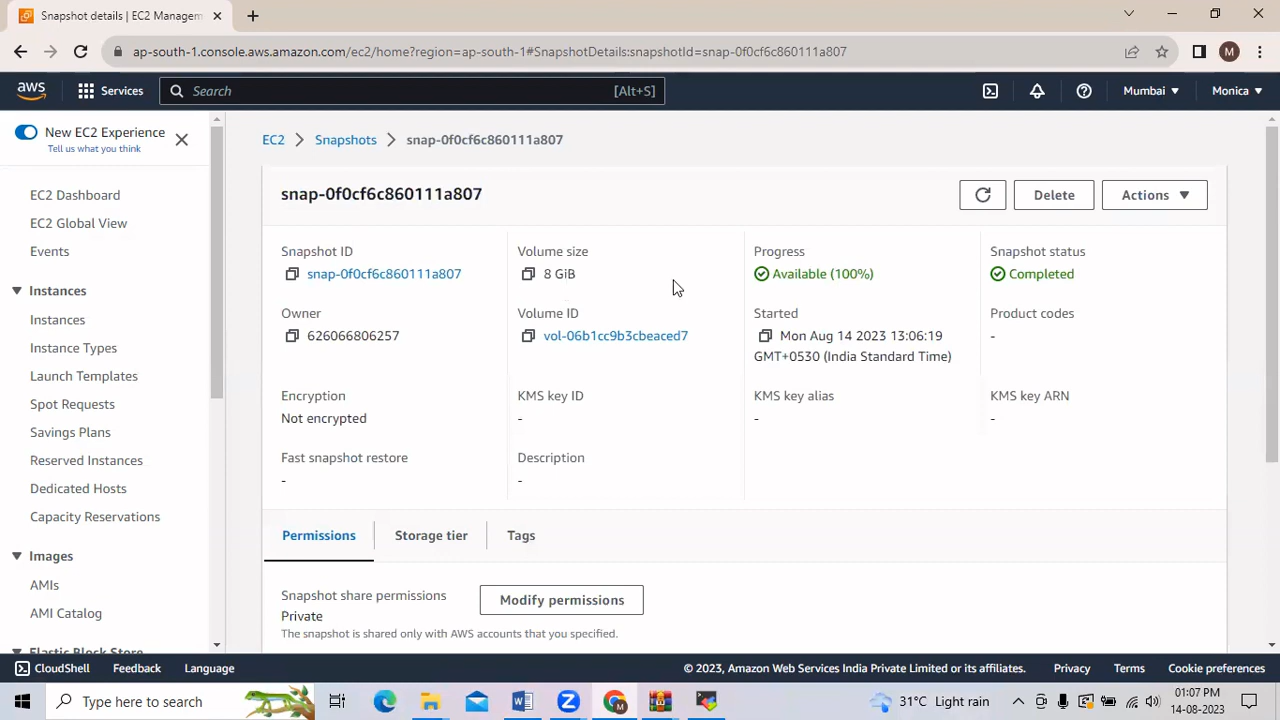 Snapshot details | EC2 Managem
ap-south-1.console.aws.amazon.com/ec2/home?region=ap-south-1#SnapshotDetails:snapshotId=snap-0f0cf6c860111a807
M
aws
Services
Search
[Alt+S]
Mumbai
Monica
New EC2 Experience
Tell us what you think
EC2 Dashboard
EC2 Global View
Events
Instances
Instances
Instance Types
Launch Templates
Spot Requests
Savings Plans
Reserved Instances
Dedicated Hosts
Capacity Reservations
Images
AMIs
AMI Catalog
Elastic Block Store
EC2
Snapshots
snap-0f0cf6c860111a807
snap-0f0cf6c860111a807
Delete
Actions
Snapshot ID
snap-0f0cf6c860111a807
Volume size
8 GiB
Progress
Available (100%)
Snapshot status
Completed
Owner
626066806257
Volume ID
vol-06b1cc9b3cbeaced7
Started
Mon Aug 14 2023 13:06:19
GMT+0530 (India Standard Time)
Product codes
-
Encryption
Not encrypted
KMS key ID
-
KMS key alias
-
KMS key ARN
-
Fast snapshot restore
-
Description
-
Permissions
Storage tier
Tags
Snapshot share permissions
Private
Modify permissions
The snapshot is shared only with AWS accounts that you specified.
CloudShell
Feedback
Language
© 2023, Amazon Web Services India Private Limited or its affiliates.
Privacy
Terms
Cookie preferences
Type here to search
31°C Light rain
01:07 PM
14-08-2023